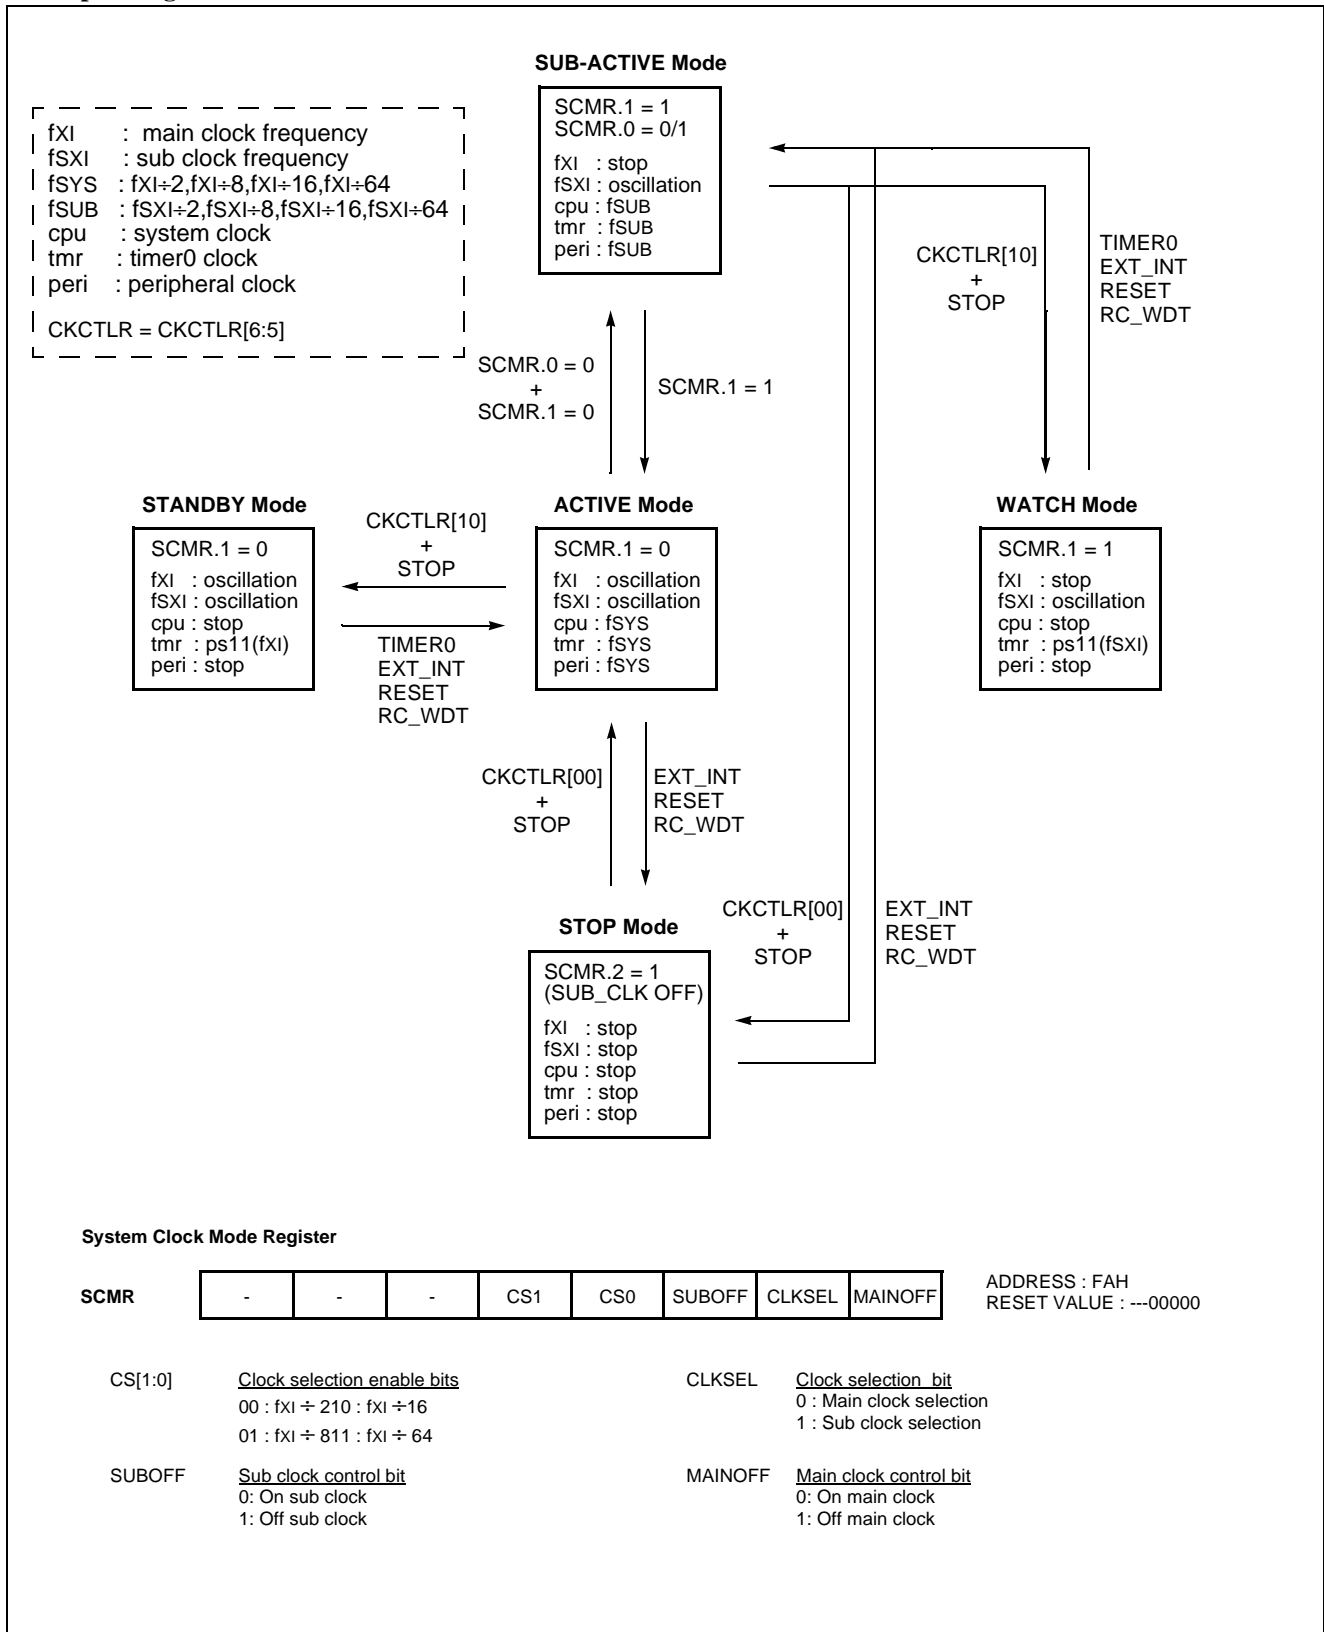 SUB-ACTIVE Mode
SCMR.1 = 1
SCMR.0 = 0/1
fXI : stop
fSXI : oscillation
cpu : fSUB
tmr : fSUB
peri : fSUB
fXI : main clock frequency
fSXI : sub clock frequency
fSYS : fXI÷2,fXI÷8,fXI÷16,fXI÷64
fSUB : fSXI÷2,fSXI÷8,fSXI÷16,fSXI÷64
cpu : system clock
tmr : timer0 clock
peri : peripheral clock
CKCTLR = CKCTLR[6:5]
CKCTLR[10]
+
STOP
TIMER0
EXT_INT
RESET
RC_WDT
SCMR.0 = 0
+
SCMR.1 = 0
SCMR.1 = 1
STANDBY Mode
SCMR.1 = 0
fXI : oscillation
fSXI : oscillation
cpu : stop
tmr : ps11(fXI)
peri : stop
CKCTLR[10]
+
STOP
TIMER0
EXT_INT
RESET
RC_WDT
ACTIVE Mode
SCMR.1 = 0
fXI : oscillation
fSXI : oscillation
cpu : fSYS
tmr : fSYS
peri : fSYS
WATCH Mode
SCMR.1 = 1
fXI : stop
fSXI : oscillation
cpu : stop
tmr : ps11(fSXI)
peri : stop
CKCTLR[00]
+
STOP
EXT_INT
RESET
RC_WDT
STOP Mode
SCMR.2 = 1
(SUB_CLK OFF)
fXI : stop
fSXI : stop
cpu : stop
tmr : stop
peri : stop
CKCTLR[00]
+
STOP
EXT_INT
RESET
RC_WDT
System Clock Mode Register
SCMR - - - CS1 CS0 SUBOFF CLKSEL MAINOFF
ADDRESS : FAH
RESET VALUE : ---00000
CS[1:0] Clock selection enable bits
00 : fXI ÷ 210 : fXI ÷16
01 : fXI ÷ 811 : fXI ÷ 64
CLKSEL Clock selection bit
0 : Main clock selection
1 : Sub clock selection
SUBOFF Sub clock control bit
0: On sub clock
1: Off sub clock
MAINOFF Main clock control bit
0: On main clock
1: Off main clock